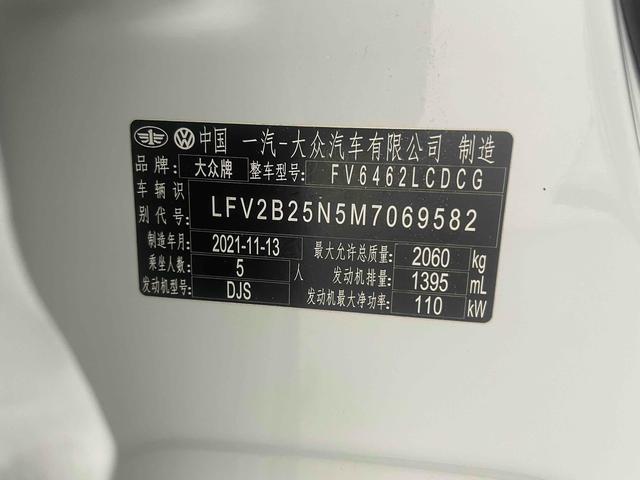 中国 一汽-大众汽车有限公司 制造
品牌: 大众牌 整车型号: FV6462LCDCG
车辆识别代号: LFV2B25N5M7069582
制造年月: 2021-11-13 最大允许总质量: 2060 kg
乘坐人数: 5 人 发动机排量: 1395 mL
发动机型号: DJS 发动机最大净功率: 110 kW